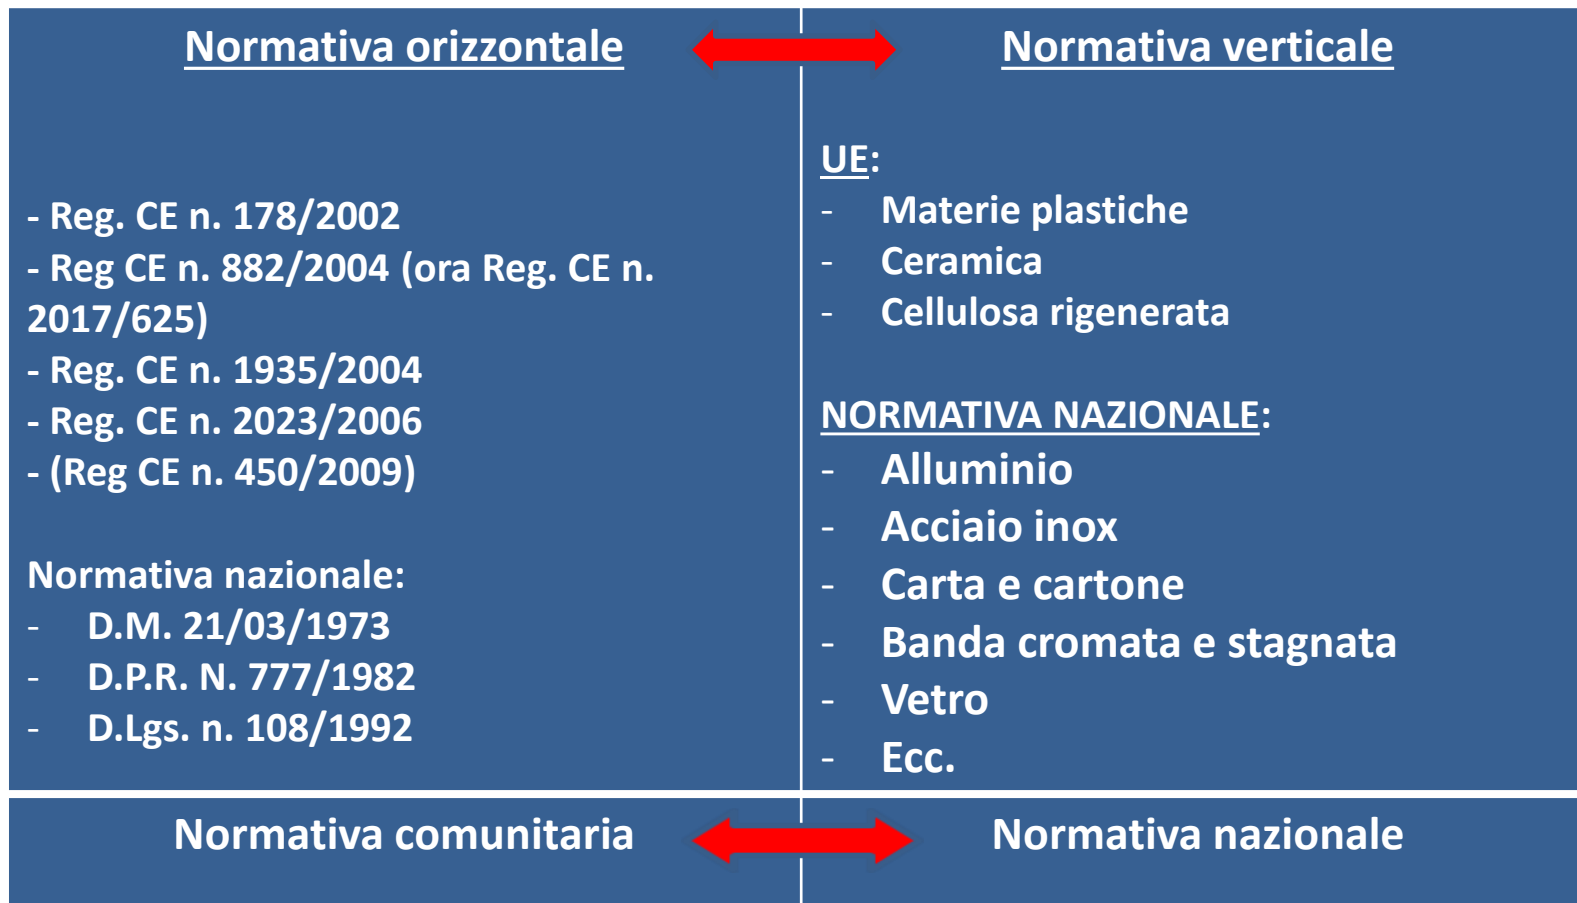 Normativa orizzontale
- Reg. CE n. 178/2002
- Reg CE n. 882/2004 (ora Reg. CE n.
2017/625)
- Reg. CE n. 1935/2004
- Reg. CE n. 2023/2006
- (Reg CE n. 450/2009)
Normativa nazionale:
- D.M. 21/03/1973
- D.P.R. N. 777/1982
- D.Lgs. n. 108/1992
Normativa verticale
UE:
- Materie plastiche
- Ceramica
- Cellulosa rigenerata
NORMATIVA NAZIONALE:
- Alluminio
- Acciaio inox
- Carta e cartone
- Banda cromata e stagnata
- Vetro
- Ecc.
Normativa comunitaria
Normativa nazionale